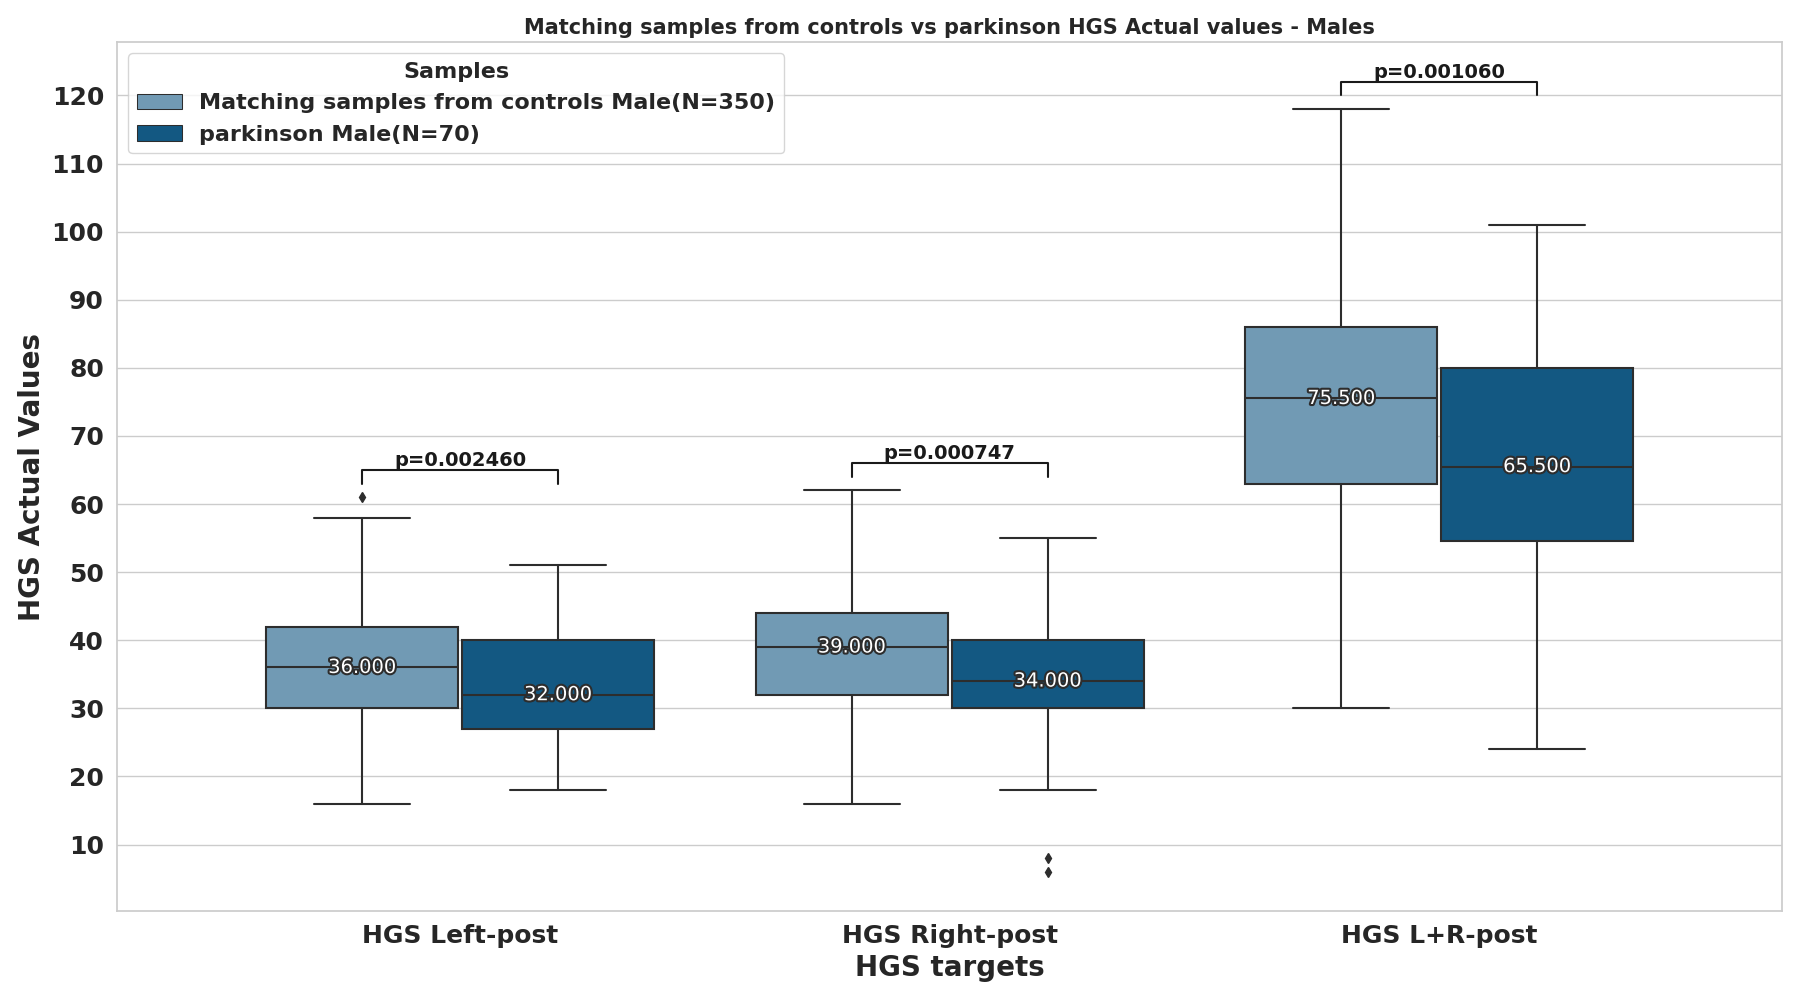 Matching samples from controls vs parkinson HGS Actual values - Males
Samples
Matching samples from controls Male(N=350)
parkinson Male(N=70)
HGS Actual Values
120
110
100
90
80
70
60
50
40
30
20
10
p=0.002460
p=0.000747
p=0.001060
36.000
32.000
39.000
34.000
75.500
65.500
HGS Left-post
HGS Right-post
HGS L+R-post
HGS targets